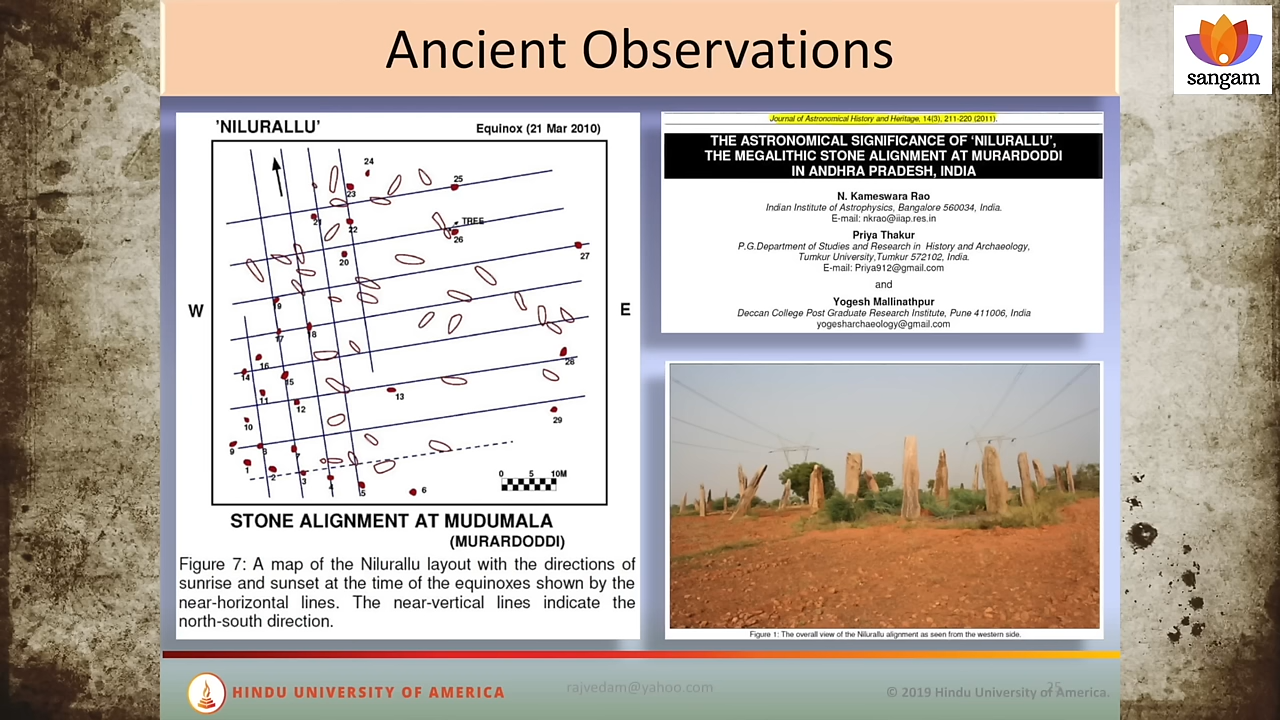 Ancient Observations
sangam
'NILURALLU'
Equinox (21 Mar 2010)
24
23
25
21
22
TREE
26
20
27
W
E
19
17
18
16
14
15
28
11
12
13
10
29
9
8
7
1
2
3
4
5
6
0 5 10M
STONE ALIGNMENT AT MUDUMALA
(MURARDODDI)
Figure 7: A map of the Nilurallu layout with the directions of
sunrise and sunset at the time of the equinoxes shown by the
near-horizontal lines. The near-vertical lines indicate the
north-south direction.
Journal of Astronomical History and Heritage, 14(3), 211-220 (2011).
THE ASTRONOMICAL SIGNIFICANCE OF 'NILURALLU',
THE MEGALITHIC STONE ALIGNMENT AT MURARDODDI
IN ANDHRA PRADESH, INDIA
N. Kameswara Rao
Indian Institute of Astrophysics, Bangalore 560034, India.
E-mail: nkrao@iiap.res.in
Priya Thakur
P.G.Department of Studies and Research in History and Archaeology,
Tumkur University,Tumkur 572102, India.
E-mail: Priya912@gmail.com
and
Yogesh Mallinathpur
Deccan College Post Graduate Research Institute, Pune 411006, India
yogesharchaeology@gmail.com
Figure 1: The overall view of the Nilurallu alignment as seen from the western side.
HINDU UNIVERSITY OF AMERICA
rajvedam@yahoo.com
25
© 2019 Hindu University of America.